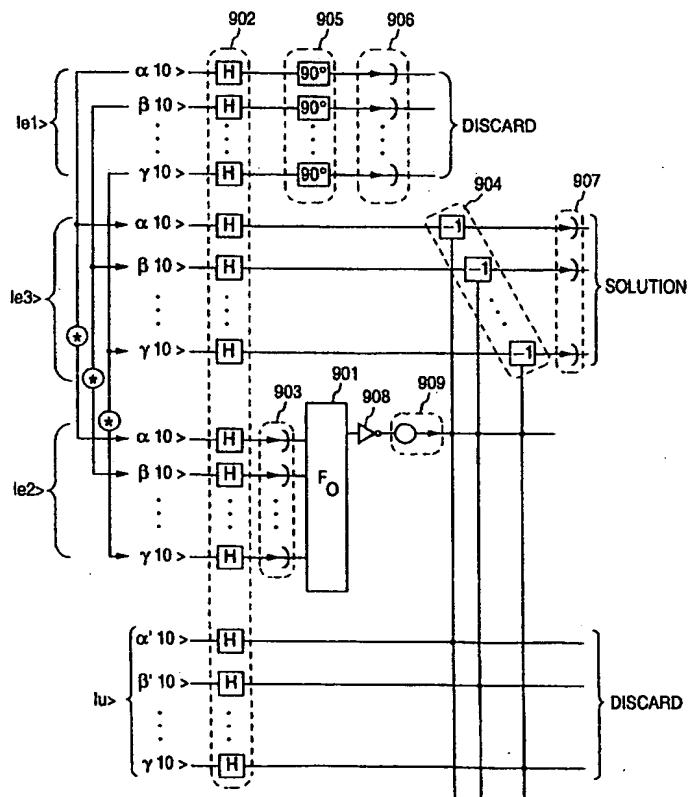 902 905 906
α 10 > H 90°
β 10 > H 90°
|e1> DISCARD
γ 10 > H 90°
904 907
α 10 > H -1
β 10 > H -1
|e3> SOLUTION
γ 10 > H -1
* * *
903 901 908 909
α 10 > H
β 10 > H
|e2> F0
γ 10 > H
α' 10 > H
β' 10 > H
|u> DISCARD
γ 10 > H